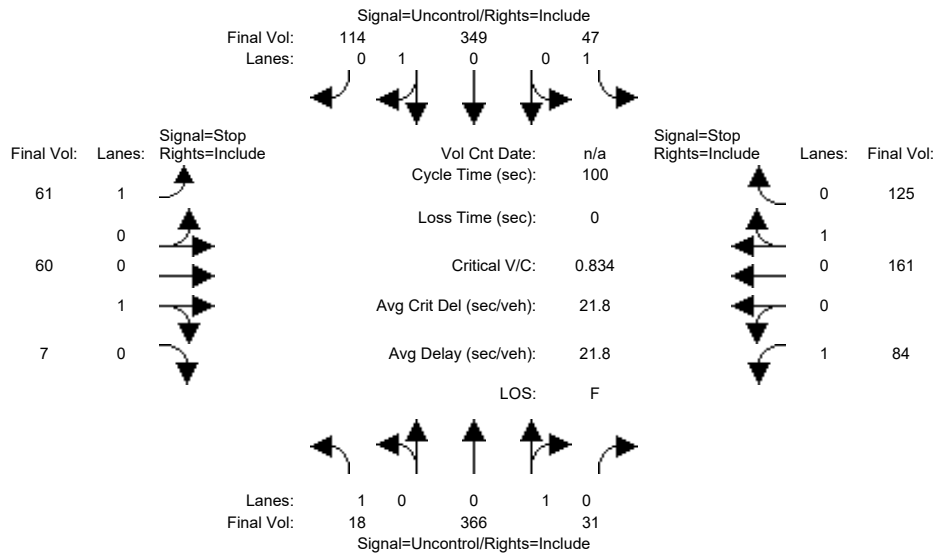 Signal=Uncontrol/Rights=Include
Final Vol: 114 349 47
Lanes: 0 1 0 0 1
Signal=Stop
Final Vol: Lanes: Rights=Include
Vol Cnt Date: n/a
Signal=Stop
Rights=Include Lanes: Final Vol:
Cycle Time (sec): 100
61 1
0 125
Loss Time (sec): 0
0
1
60 0
Critical V/C: 0.834
0 161
1
Avg Crit Del (sec/veh): 21.8
0
7 0
Avg Delay (sec/veh): 21.8
1 84
LOS: F
Lanes: 1 0 0 1 0
Final Vol: 18 366 31
Signal=Uncontrol/Rights=Include